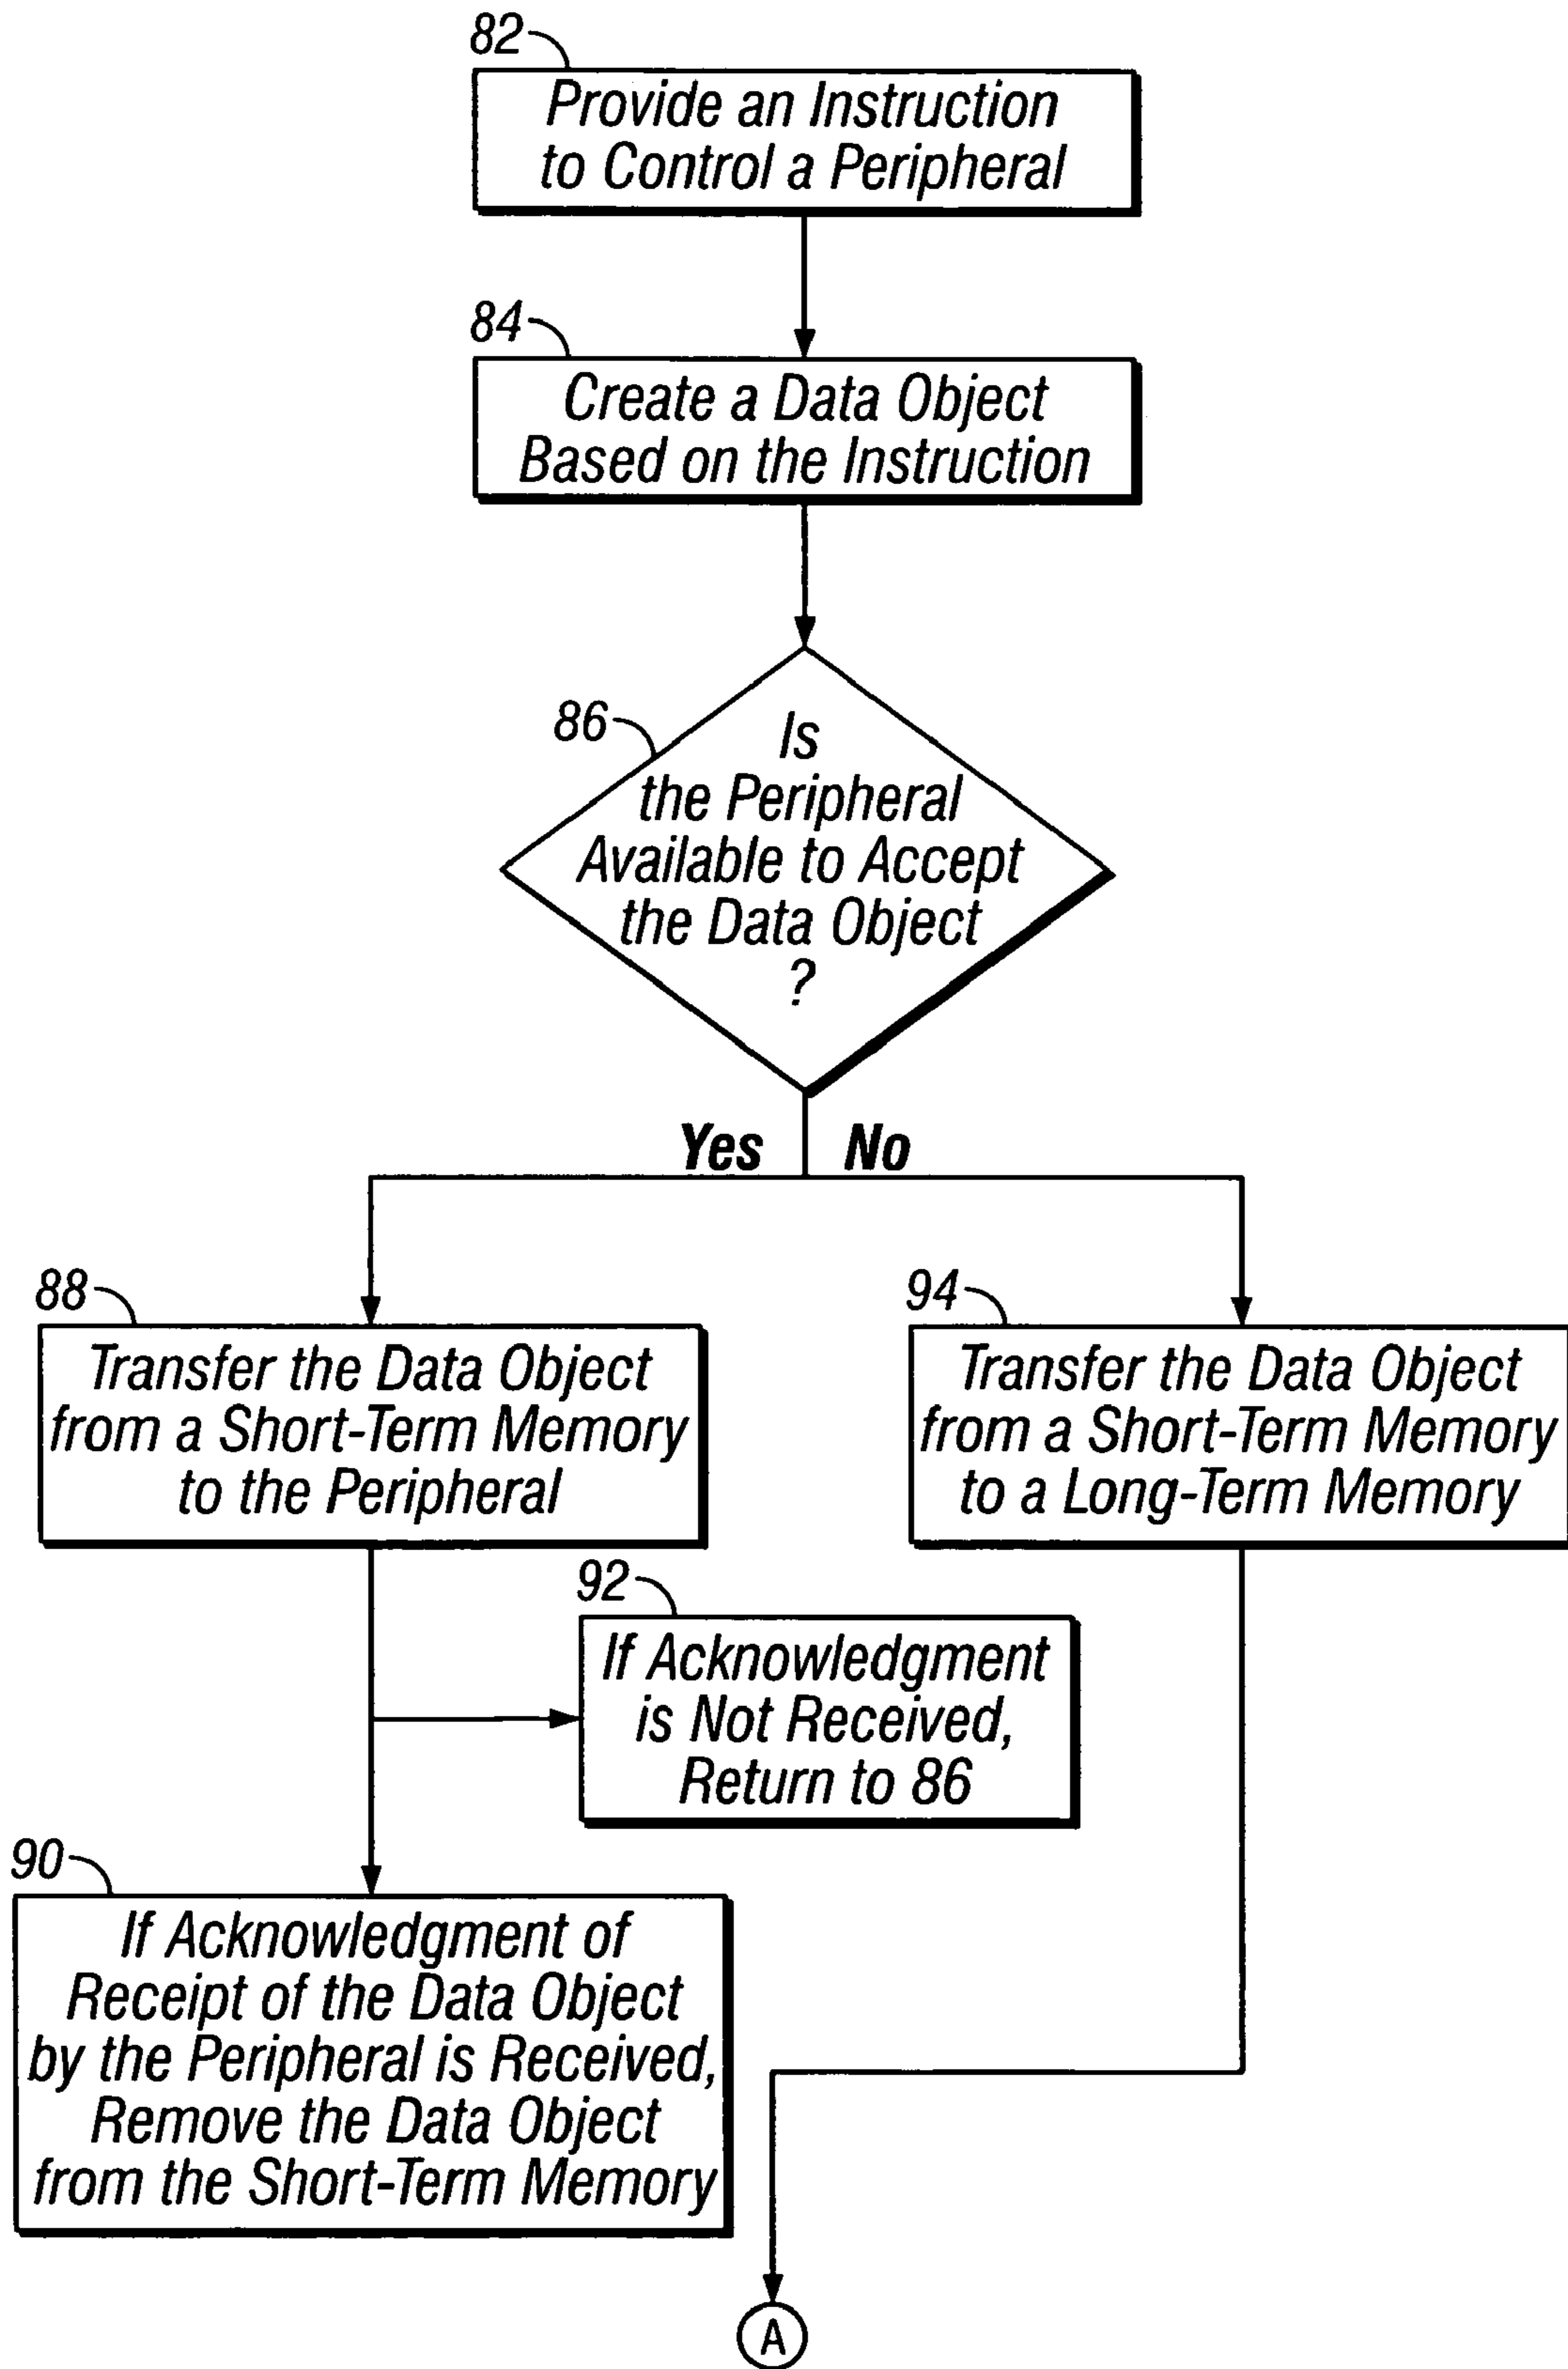 82
Provide an Instruction
to Control a Peripheral
84
Create a Data Object
Based on the Instruction
86
Is
the Peripheral
Available to Accept
the Data Object
?
Yes No
88
Transfer the Data Object
from a Short-Term Memory
to the Peripheral
94
Transfer the Data Object
from a Short-Term Memory
to a Long-Term Memory
92
If Acknowledgment
is Not Received,
Return to 86
90
If Acknowledgment of
Receipt of the Data Object
by the Peripheral is Received,
Remove the Data Object
from the Short-Term Memory
A